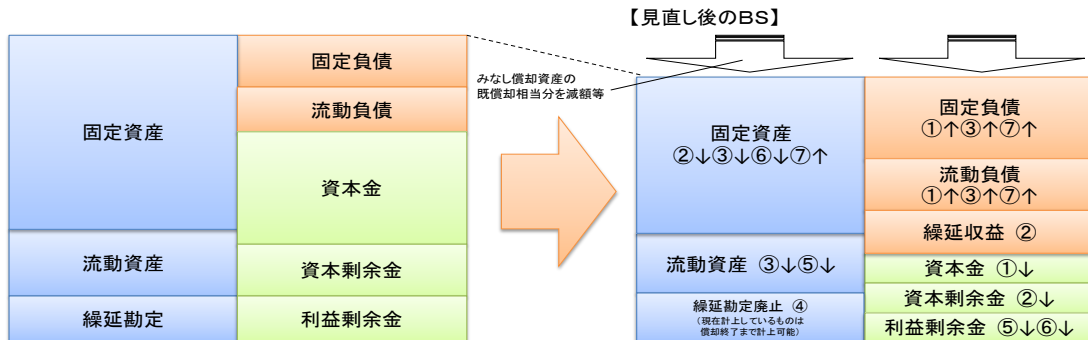 【見直し後のBS】
固定資産
流動資産
繰延勘定
固定負債
流動負債
資本金
資本剰余金
利益剰余金
みなし償却資産の
既償却相当分を減額等
固定資産
②↓③↓⑥↓⑦↑
流動資産 ③↓⑤↓
繰延勘定廃止 ④
(現在計上しているものは
償却終了まで計上可能)
固定負債
①↑③↑⑦↑
流動負債
①↑③↑⑦↑
繰延収益 ②
資本金 ①↓
資本剰余金 ②↓
利益剰余金 ⑤↓⑥↓